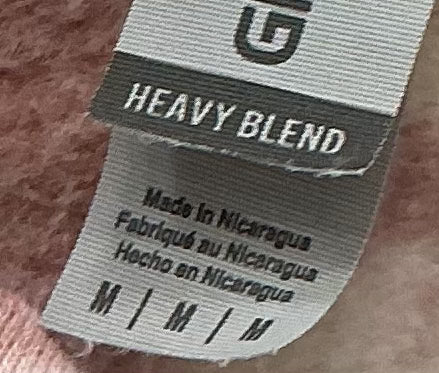 G
HEAVY BLEND
Made in Nicaragua
Fabriqué au Nicaragua
Hecho en Nicaragua
M / M / M